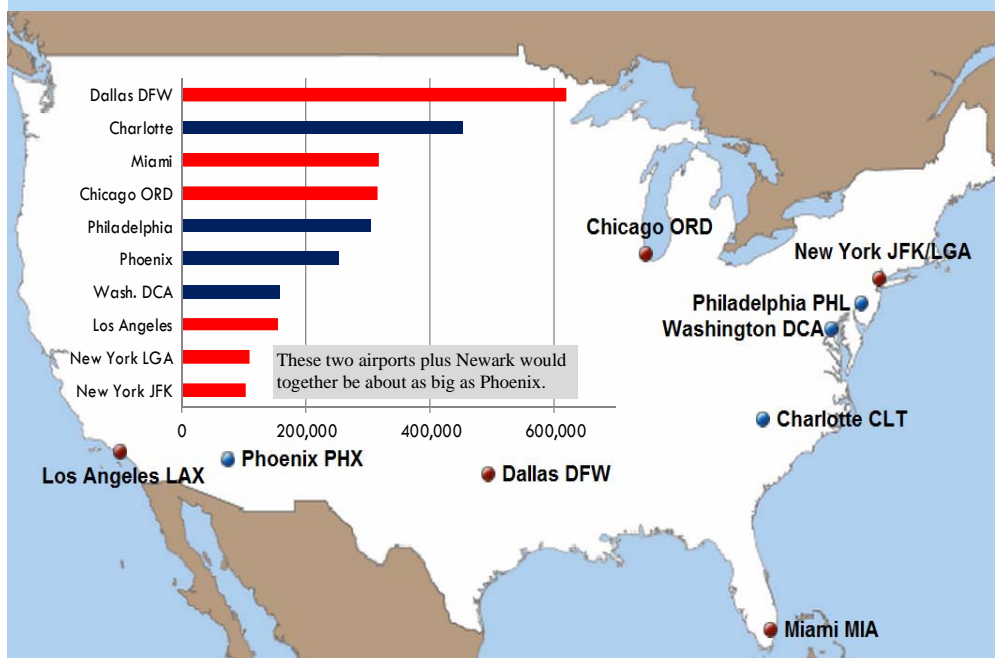 Dallas DFW
Charlotte
Miami
Chicago ORD
Philadelphia
Phoenix
Wash. DCA
Los Angeles
New York LGA
New York JFK
These two airports plus Newark would
together be about as big as Phoenix.
0
200,000
400,000
600,000
Chicago ORD
New York JFK/LGA
Philadelphia PHL
Washington DCA
Charlotte CLT
Phoenix PHX
Los Angeles LAX
Dallas DFW
Miami MIA